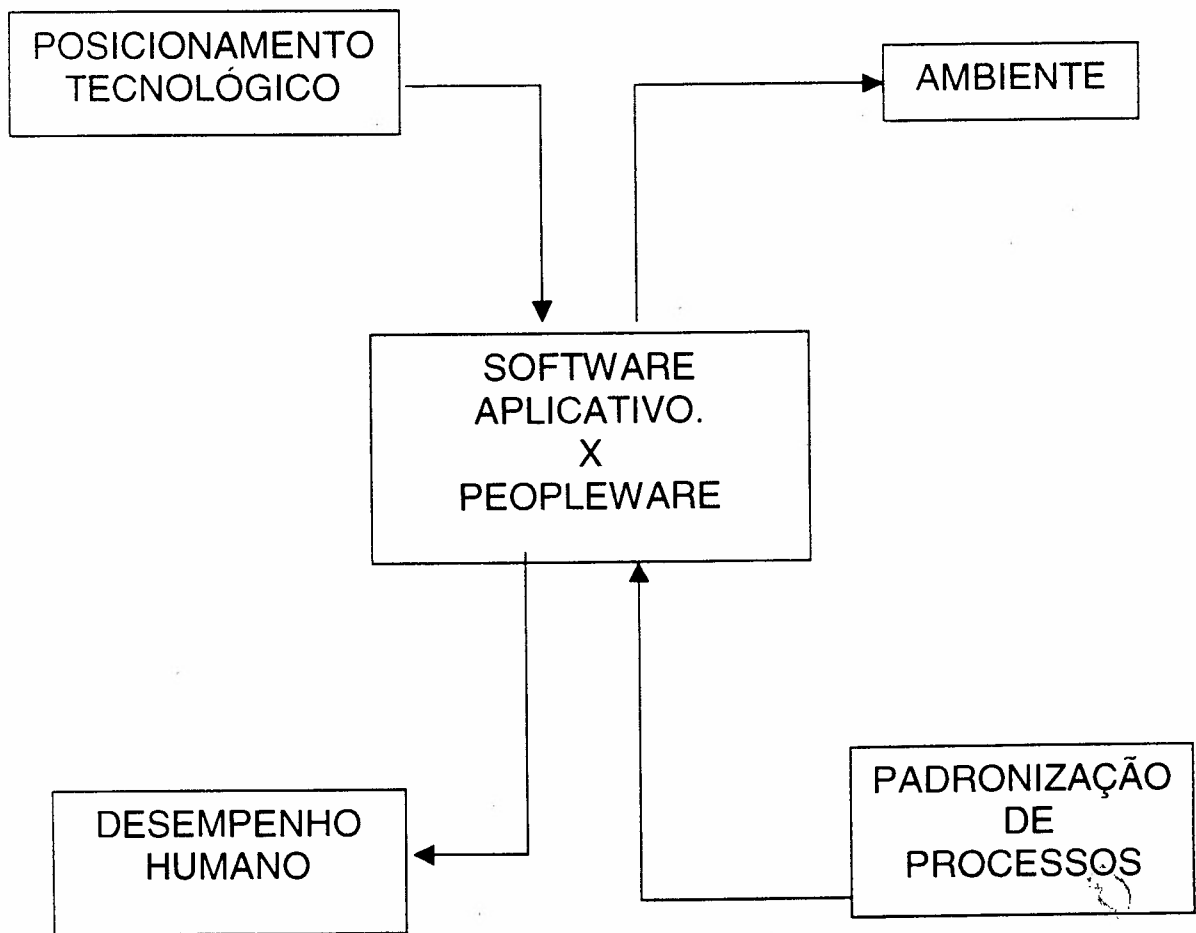 POSICIONAMENTO
TECNOLÓGICO
AMBIENTE
SOFTWARE
APLICATIVO.
X
PEOPLEWARE
DESEMPENHO
HUMANO
PADRONIZAÇÃO
DE
PROCESSOS